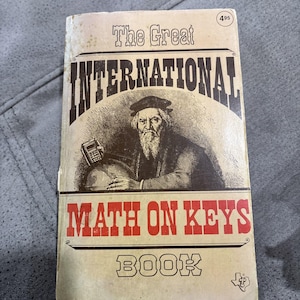 4.95
The Great
INTERNATIONAL
MATH ON KEYS
BOOK